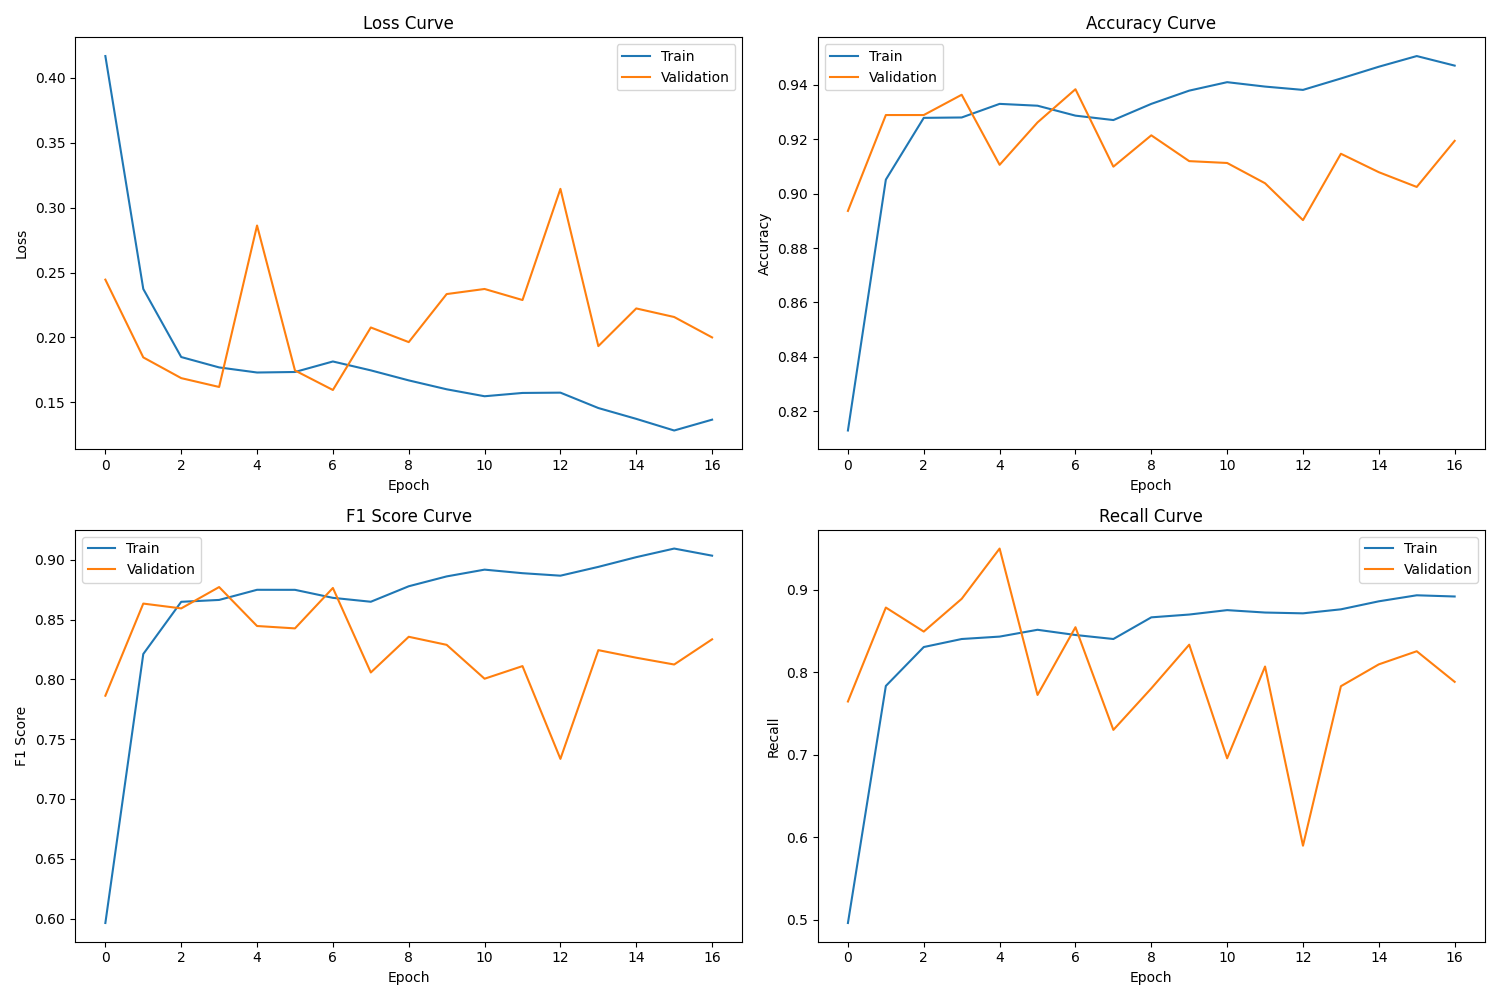 Loss Curve
Train
Validation
0.40
0.35
0.30
0.25
0.20
0.15
Loss
0 2 4 6 8 10 12 14 16
Epoch
Accuracy Curve
Train
Validation
0.94
0.92
0.90
0.88
0.86
0.84
0.82
Accuracy
0 2 4 6 8 10 12 14 16
Epoch
F1 Score Curve
Train
Validation
0.90
0.85
0.80
0.75
0.70
0.65
0.60
F1 Score
0 2 4 6 8 10 12 14 16
Epoch
Recall Curve
Train
Validation
0.9
0.8
0.7
0.6
0.5
Recall
0 2 4 6 8 10 12 14 16
Epoch